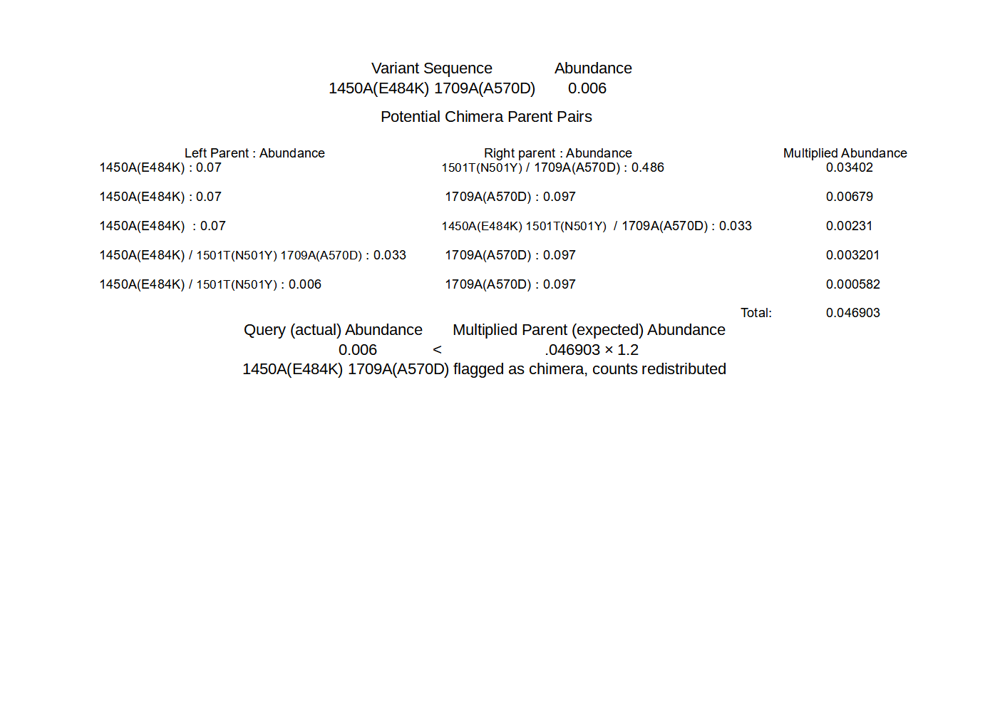 Variant Sequence Abundance
1450A(E484K) 1709A(A570D) 0.006
Potential Chimera Parent Pairs
Left Parent : Abundance Right parent : Abundance Multiplied Abundance
1450A(E484K) : 0.07 1501T(N501Y) / 1709A(A570D) : 0.486 0.03402
1450A(E484K) : 0.07 1709A(A570D) : 0.097 0.00679
1450A(E484K) : 0.07 1450A(E484K) 1501T(N501Y) / 1709A(A570D) : 0.033 0.00231
1450A(E484K) / 1501T(N501Y) 1709A(A570D) : 0.033 1709A(A570D) : 0.097 0.003201
1450A(E484K) / 1501T(N501Y) : 0.006 1709A(A570D) : 0.097 0.000582
Total: 0.046903
Query (actual) Abundance Multiplied Parent (expected) Abundance
0.006 < .046903 × 1.2
1450A(E484K) 1709A(A570D) flagged as chimera, counts redistributed